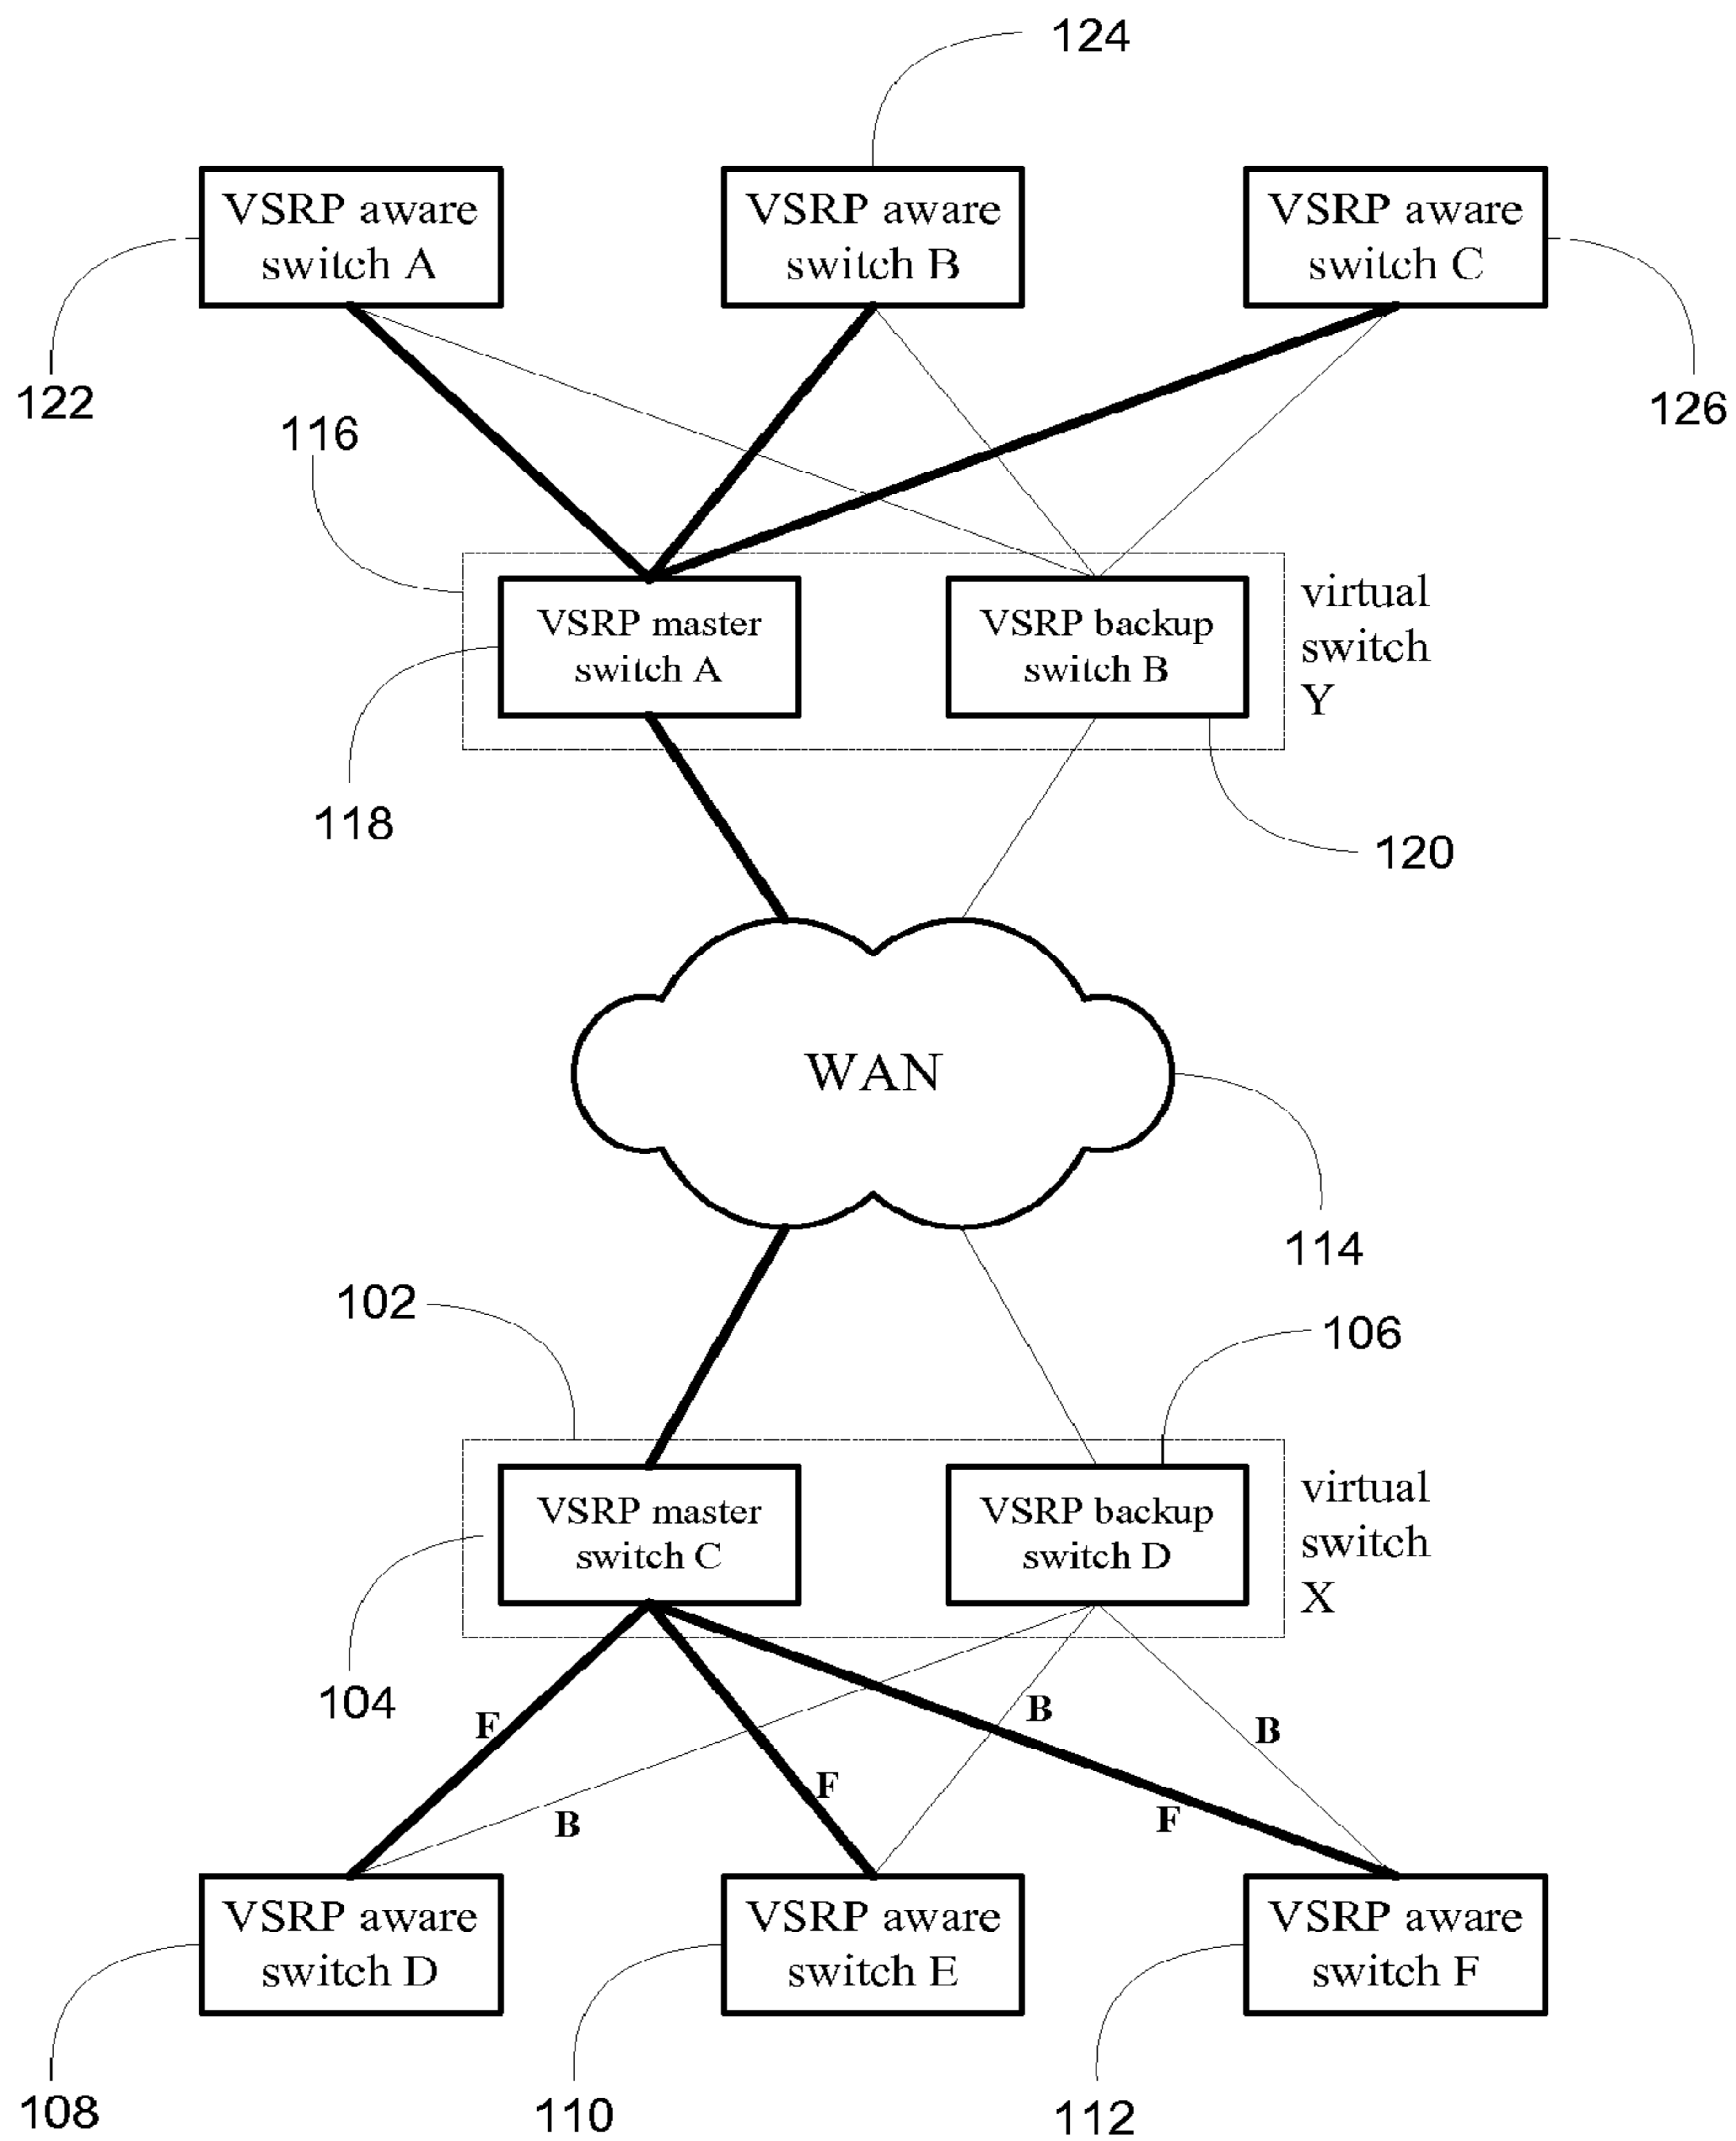 124
VSRP aware
switch A
VSRP aware
switch B
VSRP aware
switch C
122
126
116
VSRP master
switch A
VSRP backup
switch B
virtual
switch
Y
118
120
WAN
114
102
106
VSRP master
switch C
VSRP backup
switch D
virtual
switch
X
104
F
B
B
F
F
B
VSRP aware
switch D
VSRP aware
switch E
VSRP aware
switch F
108
110
112